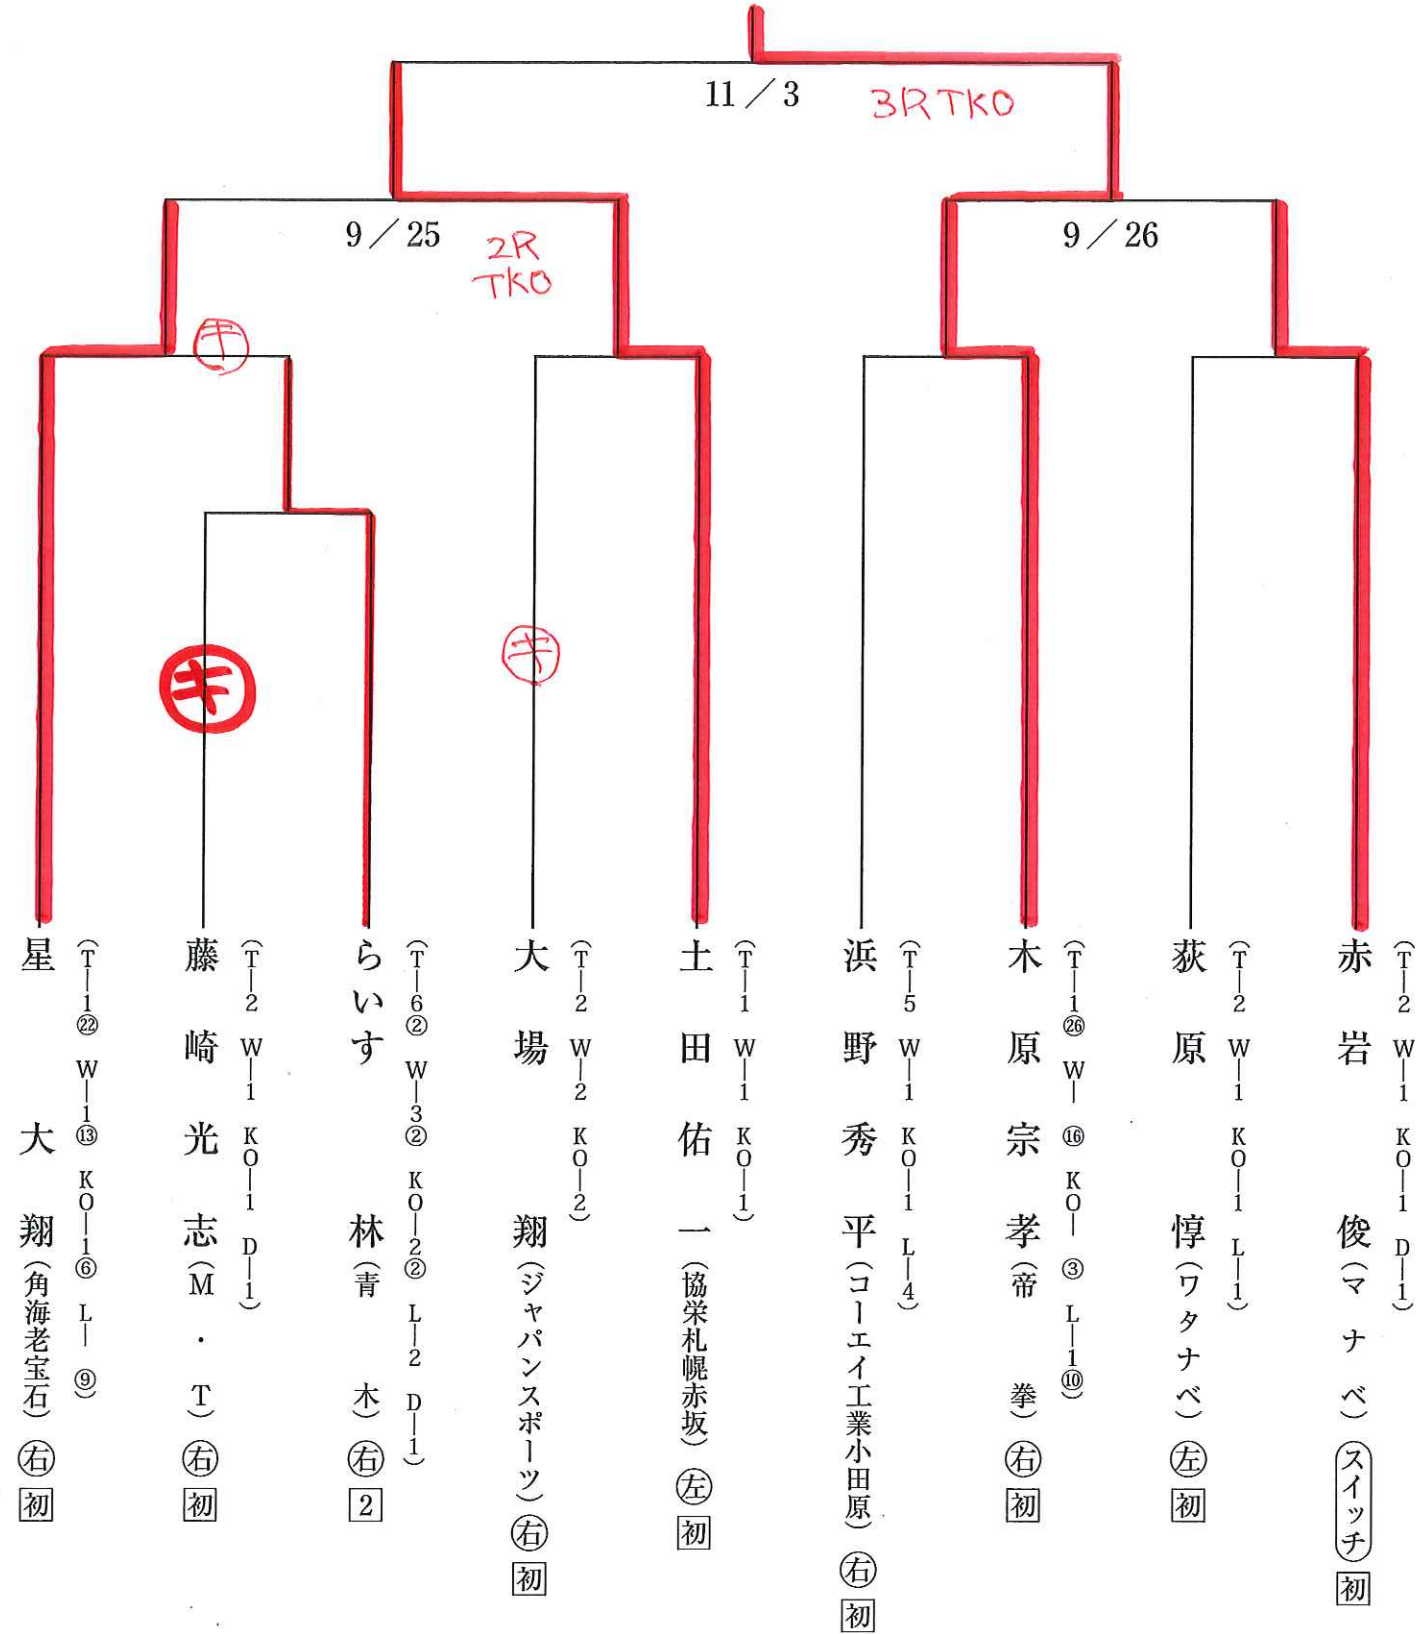 11／3
3R TKO
9／25
2R
TKO
9／26
㋖
㋖
㋖
星 大翔（角海老宝石）㊨ 初
（T―1㉒ W―1⑬ KO―1⑥ L― ⑨）
藤崎光志（M・T）㊨ 初
（T―2 W―1 KO―1 D―1）
らいす 林（青木）㊨ 2
（T―6② W―3② KO―2② L―2 D―1）
大場 翔（ジャパンスポーツ）㊨ 初
（T―2 W―2 KO―2）
土田佑一（協栄札幌赤坂）㊧ 初
（T―1 W―1 KO―1）
浜野秀平（コーエイ工業小田原）㊨ 初
（T―5 W―1 KO―1 L―4）
木原宗孝（帝拳）㊨ 初
（T―1㉖ W― ⑯ KO― ③ L―1⑩）
荻原 惇（ワタナベ）㊧ 初
（T―2 W―1 KO―1 L―1）
赤岩 俊（マナベ）スイッチ 初
（T―2 W―1 KO―1 D―1）